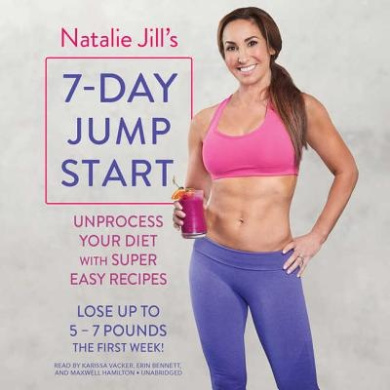 Natalie Jill's
7-DAY
JUMP
START
UNPROCESS
YOUR DIET
WITH SUPER
EASY RECIPES
LOSE UP TO
5 – 7 POUNDS
THE FIRST WEEK!
READ BY KARISSA VACKER, ERIN BENNETT,
AND MAXWELL HAMILTON • UNABRIDGED